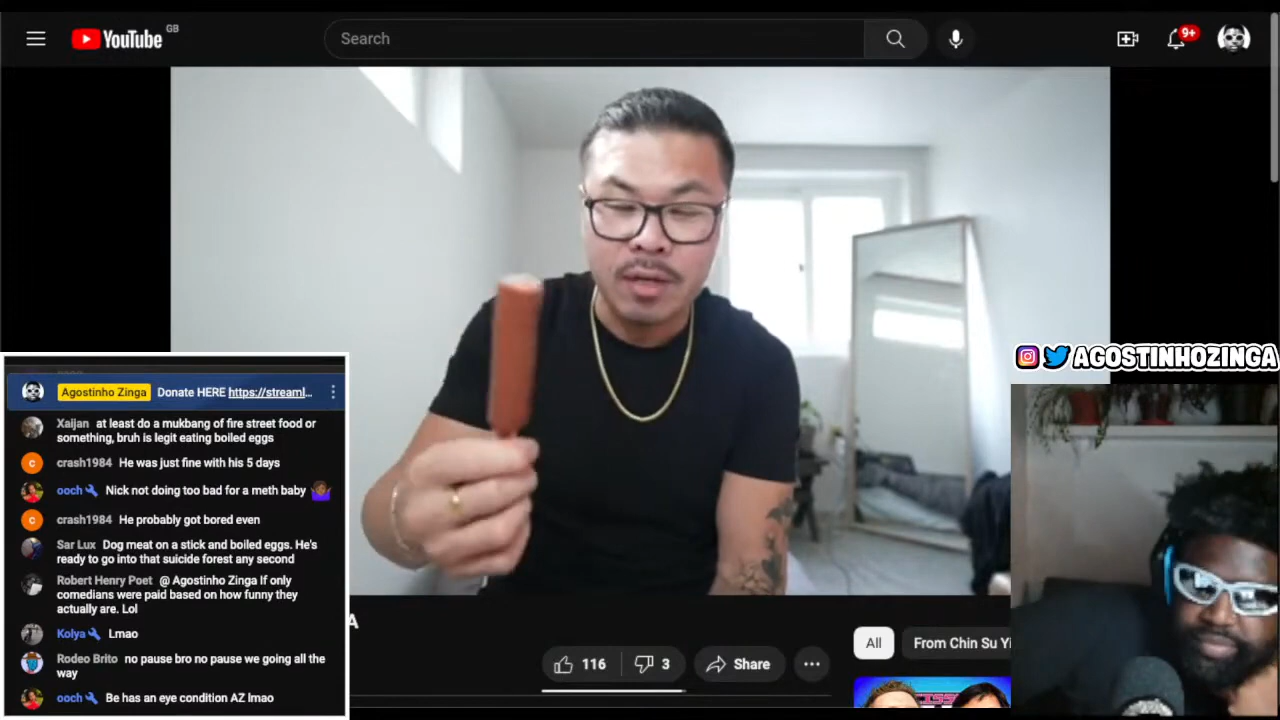 YouTube GB
Search
9+
AGOSTINHOZINGA
Agostinho Zinga Donate HERE https://streaml...
Xaijan at least do a mukbang of fire street food or
something, bruh is legit eating boiled eggs
crash1984 He was just fine with his 5 days
ooch Nick not doing too bad for a meth baby
crash1984 He probably got bored even
Sar Lux Dog meat on a stick and boiled eggs. He's
ready to go into that suicide forest any second
Robert Henry Poet @ Agostinho Zinga If only
comedians were paid based on how funny they
actually are. Lol
Kolya Lmao
Rodeo Brito no pause bro no pause we going all the
way
ooch Be has an eye condition AZ lmao
A
116
3
Share
All
From Chin Su Yi